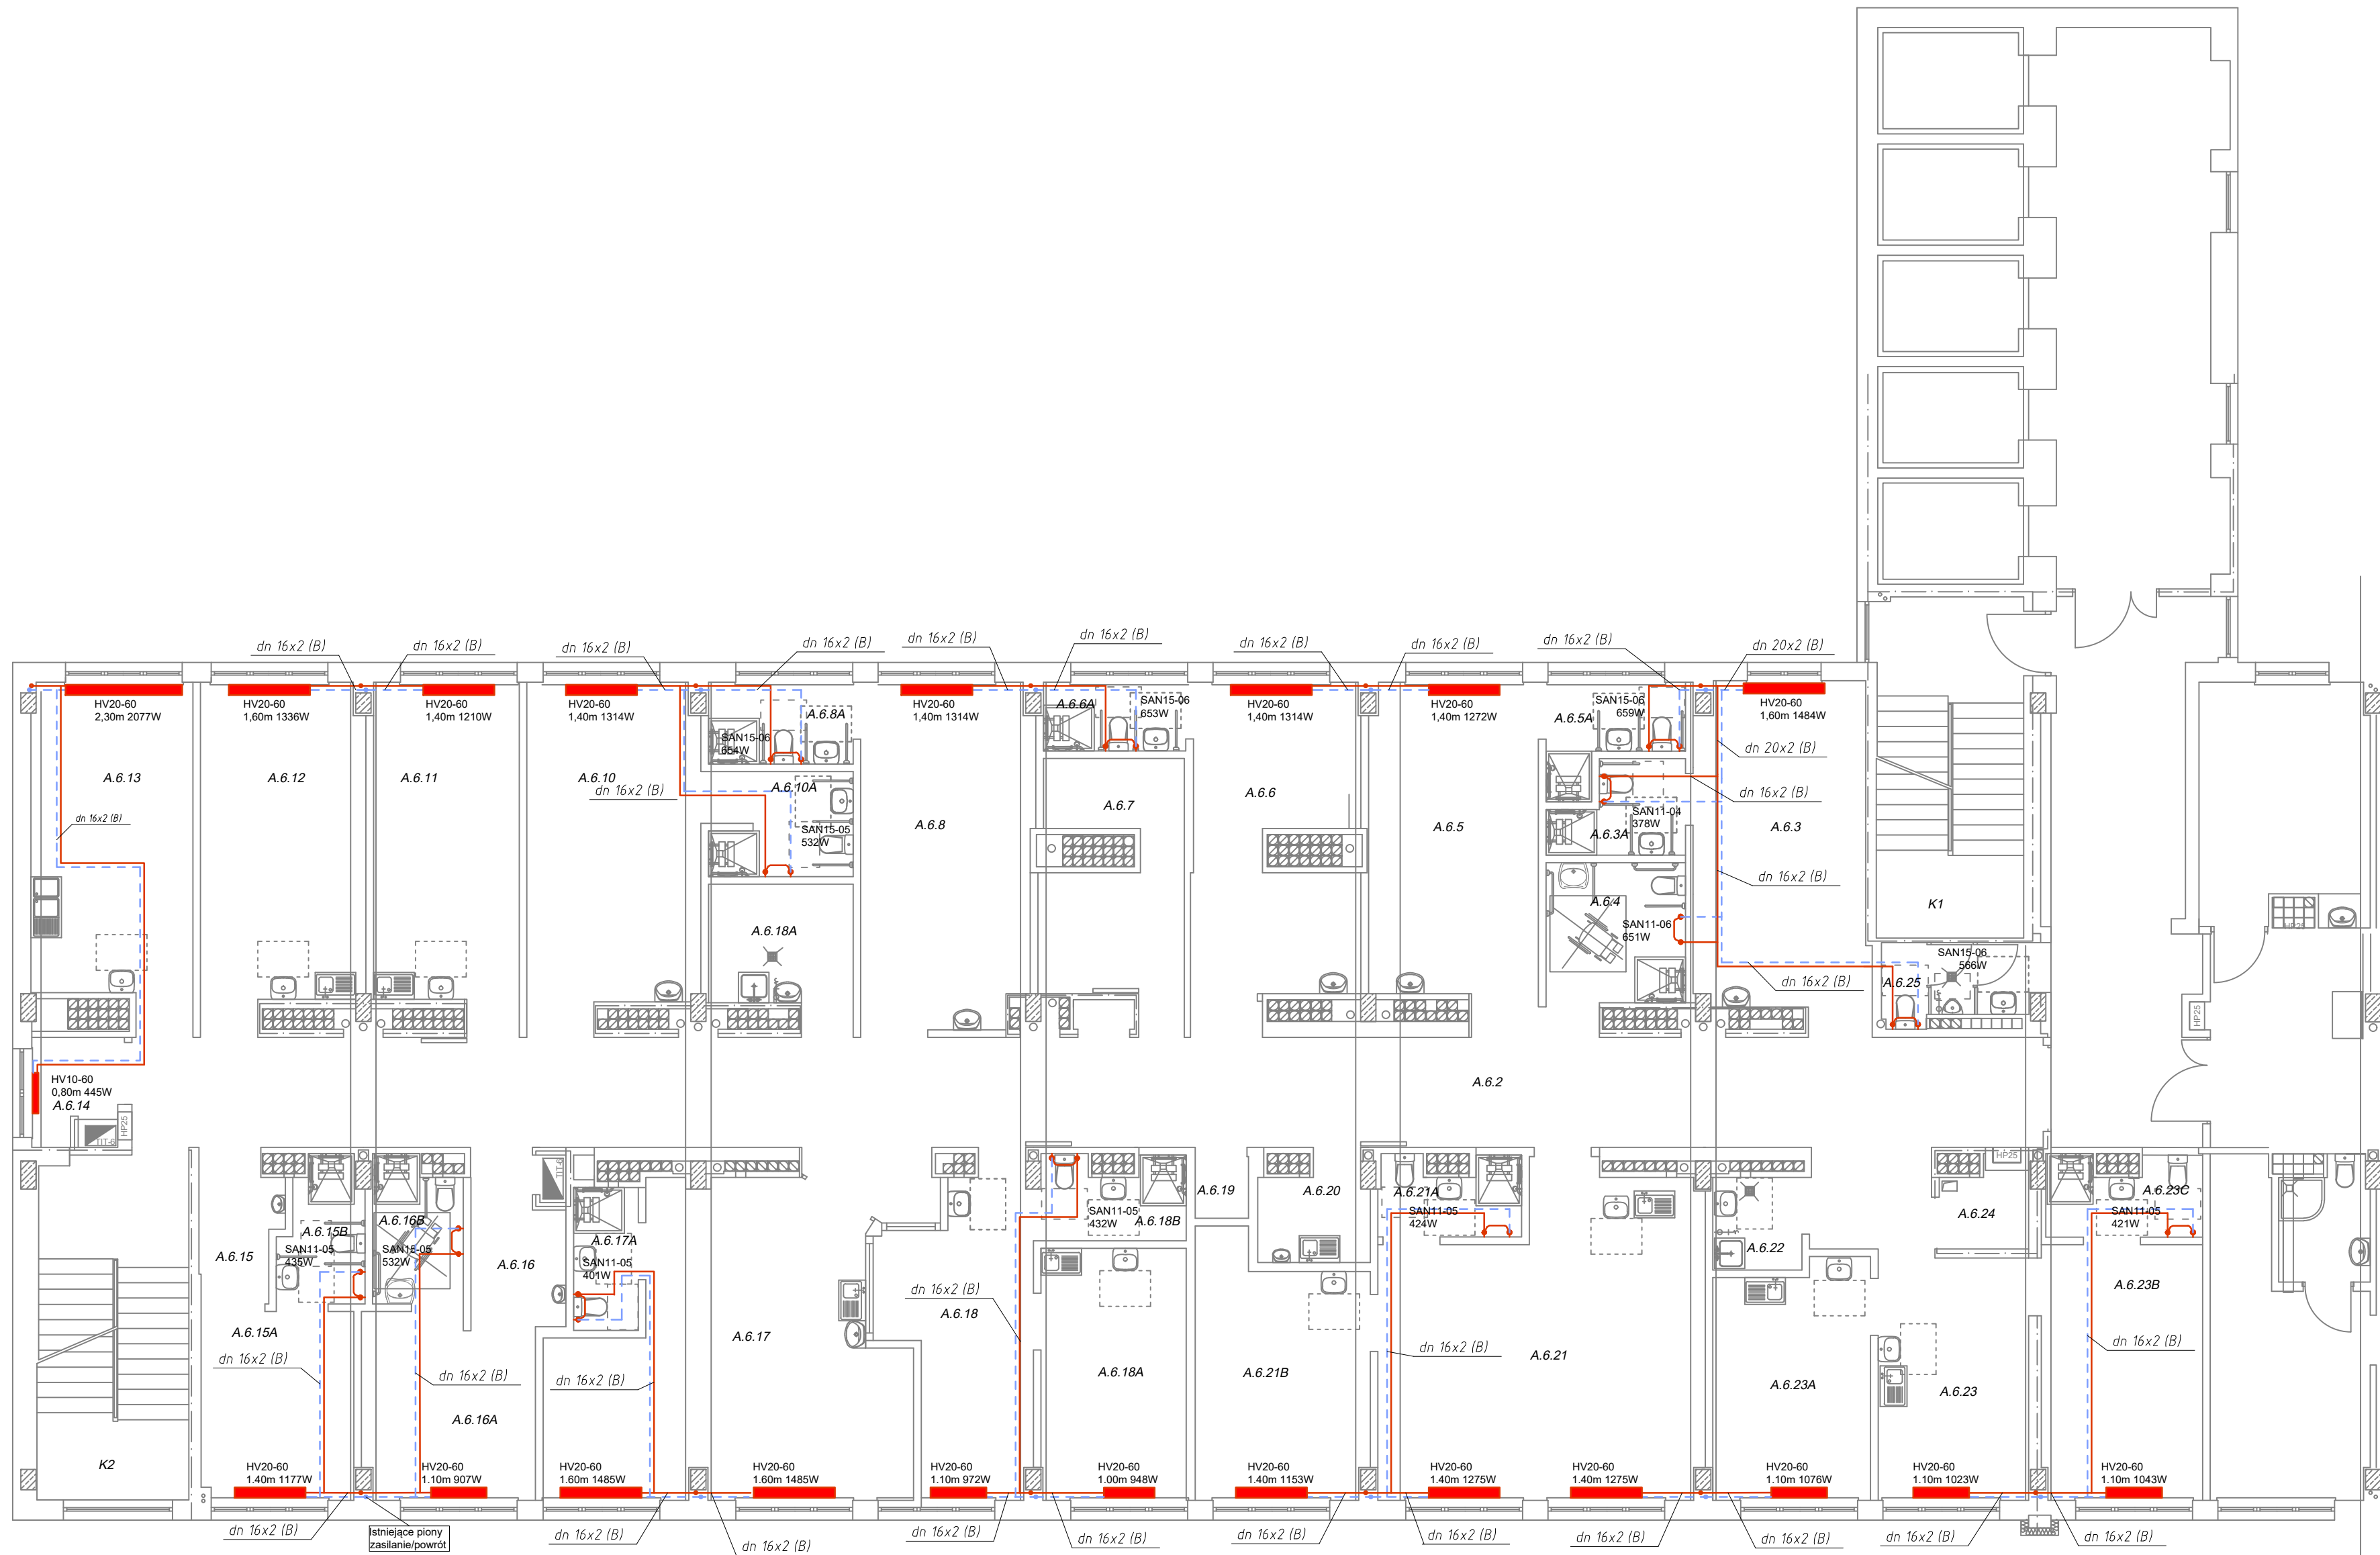 dn 16x2 (B)
dn 16x2 (B)
dn 16x2 (B)
dn 16x2 (B)
dn 16x2 (B)
dn 16x2 (B)
dn 16x2 (B)
dn 16x2 (B)
dn 16x2 (B)
dn 20x2 (B)
HV20-60
2,30m 2077W
HV20-60
1,60m 1336W
HV20-60
1,40m 1210W
HV20-60
1,40m 1314W
A.6.8A
SAN15-06
654W
HV20-60
1,40m 1314W
A.6.6A
SAN15-06
653W
HV20-60
1,40m 1314W
HV20-60
1,40m 1272W
A.6.5A
SAN15-06
659W
HV20-60
1,60m 1484W
dn 20x2 (B)
A.6.13
A.6.12
A.6.11
A.6.10
dn 16x2 (B)
A.6.10A
SAN15-05
532W
A.6.8
A.6.7
A.6.6
A.6.5
SAN11-04
378W
A.6.3A
dn 16x2 (B)
A.6.3
dn 16x2 (B)
dn 16x2 (B)
A.6.4
SAN11-06
651W
K1
A.6.18A
SAN15-06
566W
A.6.25
dn 16x2 (B)
HP25
HP25
HV10-60
0,80m 445W
A.6.14
HP25
TIT-6
A.6.2
TIT-6
HP25
A.6.15
A.6.15B
SAN11-05
435W
A.6.16B
SAN15-05
532W
A.6.16
A.6.17A
SAN11-05
401W
SAN11-05
432W
A.6.18B
A.6.19
A.6.20
A.6.21A
SAN11-05
424W
A.6.22
A.6.24
A.6.23C
SAN11-05
421W
A.6.23B
dn 16x2 (B)
A.6.18
A.6.15A
dn 16x2 (B)
dn 16x2 (B)
A.6.16A
dn 16x2 (B)
A.6.17
A.6.18A
A.6.21B
dn 16x2 (B)
A.6.21
A.6.23A
A.6.23
dn 16x2 (B)
K2
HV20-60
1.40m 1177W
HV20-60
1.10m 907W
HV20-60
1.60m 1485W
HV20-60
1.60m 1485W
HV20-60
1.10m 972W
HV20-60
1.00m 948W
HV20-60
1.40m 1153W
HV20-60
1.40m 1275W
HV20-60
1.40m 1275W
HV20-60
1.10m 1076W
HV20-60
1.10m 1023W
HV20-60
1.10m 1043W
dn 16x2 (B)
Istniejące piony
zasilanie/powrót
dn 16x2 (B)
dn 16x2 (B)
dn 16x2 (B)
dn 16x2 (B)
dn 16x2 (B)
dn 16x2 (B)
dn 16x2 (B)
dn 16x2 (B)
dn 16x2 (B)
dn 16x2 (B)